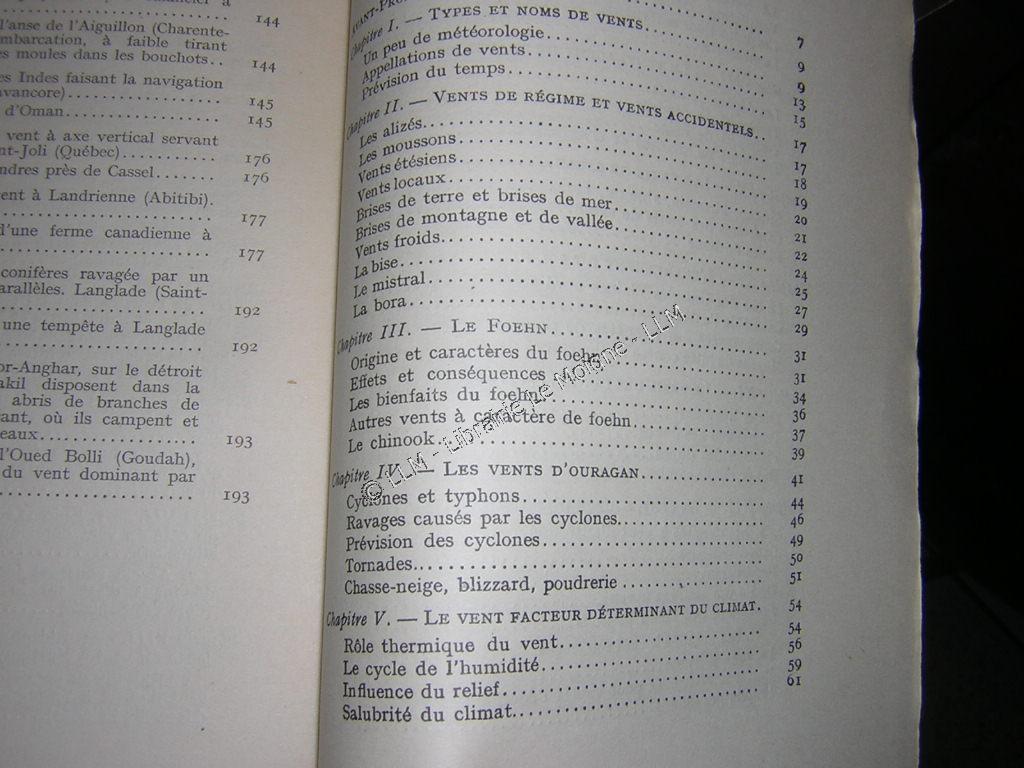 144
l'anse de l'Aiguillon (Charente-
mbarcation, à faible tirant
es moules dans les bouchots.. 144
es Indes faisant la navigation
avancore)........ 145
d'Oman........ 145
vent à axe vertical servant
nt-Joli (Québec)........ 176
ndres près de Cassel....... 176
ent à Landrienne (Abitibi).
........ 177
d'une ferme canadienne à
........ 177
conifères ravagée par un
arallèles. Langlade (Saint-
........ 192
une tempête à Langlade
........ 192
or-Anghar, sur le détroit
akil disposent dans la
abris de branches de
ant, où ils campent et
eaux........ 193
l'Oued Bolli (Goudah),
du vent dominant par
........ 193
AVANT-PRO 7
Chapitre I. — TYPES ET NOMS DE VENTS........ 9
Un peu de météorologie........ 9
Appellations de vents........ 13
Prévision du temps........ 15
Chapitre II. — VENTS DE RÉGIME ET VENTS ACCIDENTELS.. 17
Les alizés........ 17
Les moussons........ 18
Vents étésiens........ 19
Vents locaux........ 20
Brises de terre et brises de mer........ 21
Brises de montagne et de vallée........ 22
Vents froids........ 24
La bise........ 25
Le mistral........ 27
La bora........ 29
Chapitre III. — LE FOEHN........ 31
Origine et caractères du foehn........ 31
Effets et conséquences........ 34
Les bienfaits du foehn........ 36
Autres vents à caractère de foehn........ 37
Le chinook........ 39
Chapitre IV. — LES VENTS D'OURAGAN........ 41
Cyclones et typhons........ 44
Ravages causés par les cyclones........ 46
Prévision des cyclones........ 49
Tornades........ 50
Chasse-neige, blizzard, poudrerie........ 51
Chapitre V. — LE VENT FACTEUR DÉTERMINANT DU CLIMAT. 54
Rôle thermique du vent........ 54
Le cycle de l'humidité........ 56
Influence du relief........ 59
Salubrité du climat........ 61
© LLM - Librairie Le Moigne - LLM